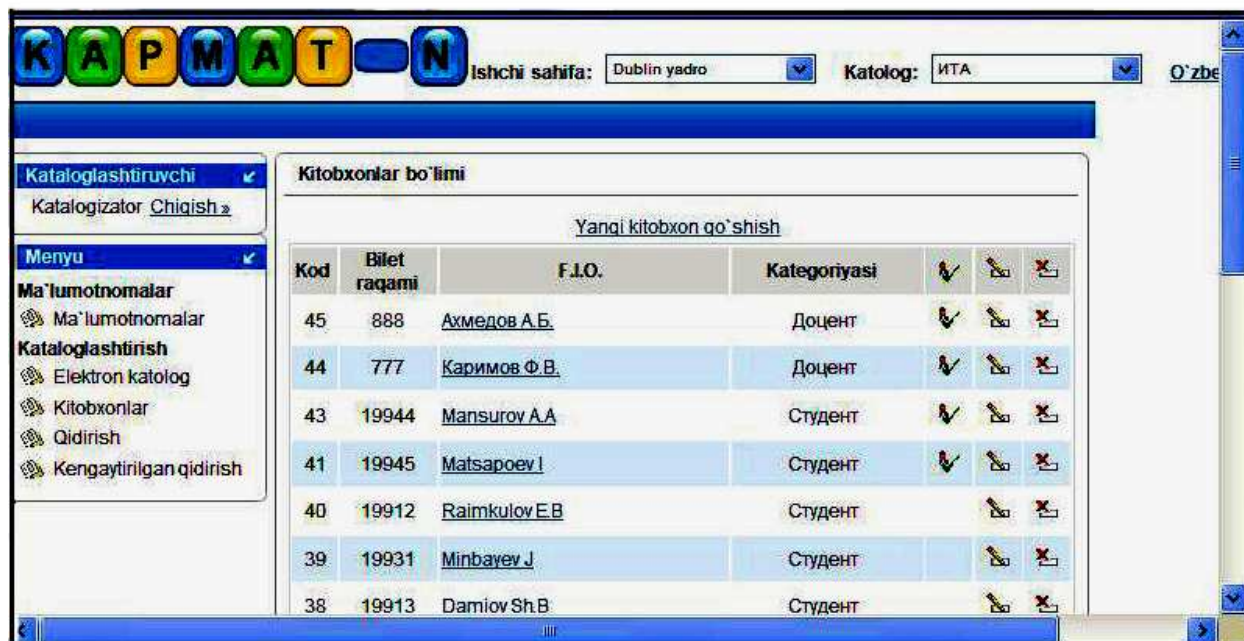 КАРМАТ-N
Ishchi sahifa: Dublin yadro Katolog: ИТА O`zbe
Kataloglashtiruvchi
Katalogizator Chiqish »
Menyu
Ma`lumotnomalar
Ma`lumotnomalar
Kataloglashtirish
Elektron katolog
Kitobxonlar
Qidirish
Kengaytirilgan qidirish
Kitobxonlar bo`limi
Yangi kitobxon qo`shish
Kod Bilet raqami F.I.O. Kategoriyasi
45 888 Ахмедов А.Б. Доцент
44 777 Каримов Ф.В. Доцент
43 19944 Mansurov A.A Студент
41 19945 Matsapoev I Студент
40 19912 Raimkulov E.B Студент
39 19931 Minbayev J Студент
38 19913 Damiov Sh.B Студент